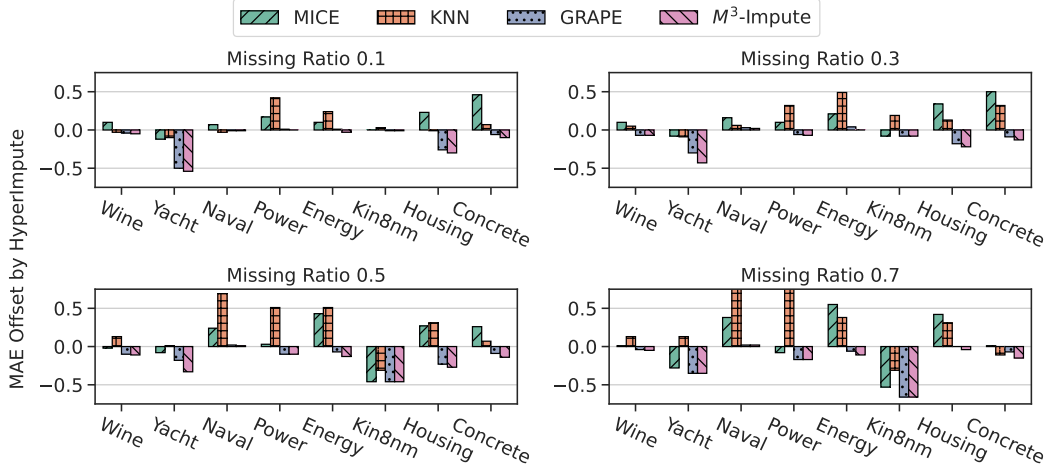 MICE KNN GRAPE M³-Impute
MAE Offset by HyperImpute
Missing Ratio 0.1
0.5
0.0
−0.5
Wine Yacht Naval Power Energy Kin8nm Housing Concrete
Missing Ratio 0.3
0.5
0.0
−0.5
Wine Yacht Naval Power Energy Kin8nm Housing Concrete
Missing Ratio 0.5
0.5
0.0
−0.5
Wine Yacht Naval Power Energy Kin8nm Housing Concrete
Missing Ratio 0.7
0.5
0.0
−0.5
Wine Yacht Naval Power Energy Kin8nm Housing Concrete